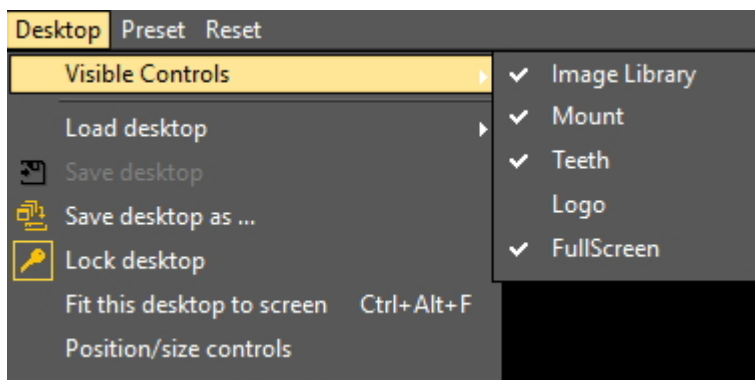 Desktop Preset Reset
Visible Controls
Load desktop
Save desktop
Save desktop as ...
Lock desktop
Fit this desktop to screen Ctrl+Alt+F
Position/size controls
Image Library
Mount
Teeth
Logo
FullScreen